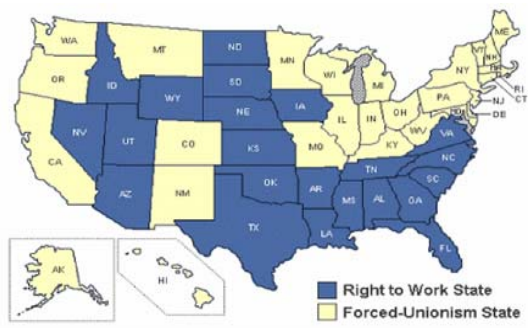 WA
MT
ND
MN
ME
VT
NH
OR
ID
SD
WI
MI
NY
RI
CT
WY
IA
PA
NJ
NE
OH
DE
NV
UT
IL
IN
WV
VA
CA
CO
KS
MO
KY
NC
TN
AZ
NM
OK
AR
SC
MS
AL
GA
TX
LA
FL
AK
HI
Right to Work State
Forced-Unionism State